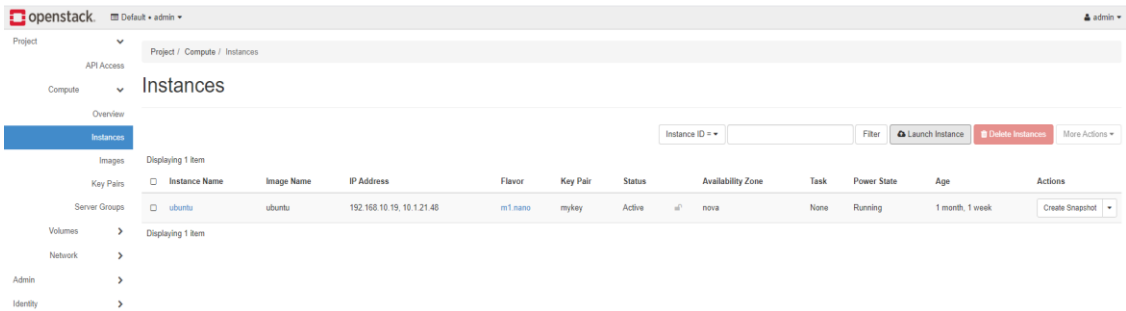 openstack. Default • admin
admin
Project
API Access
Compute
Overview
Instances
Images
Key Pairs
Server Groups
Volumes
Network
Admin
Identity
Project / Compute / Instances
Instances
Instance ID = Filter Launch Instance Delete Instances More Actions
Displaying 1 item
Instance Name Image Name IP Address Flavor Key Pair Status Availability Zone Task Power State Age Actions
ubuntu ubuntu 192.168.10.19, 10.1.21.48 m1.nano mykey Active nova None Running 1 month, 1 week Create Snapshot
Displaying 1 item